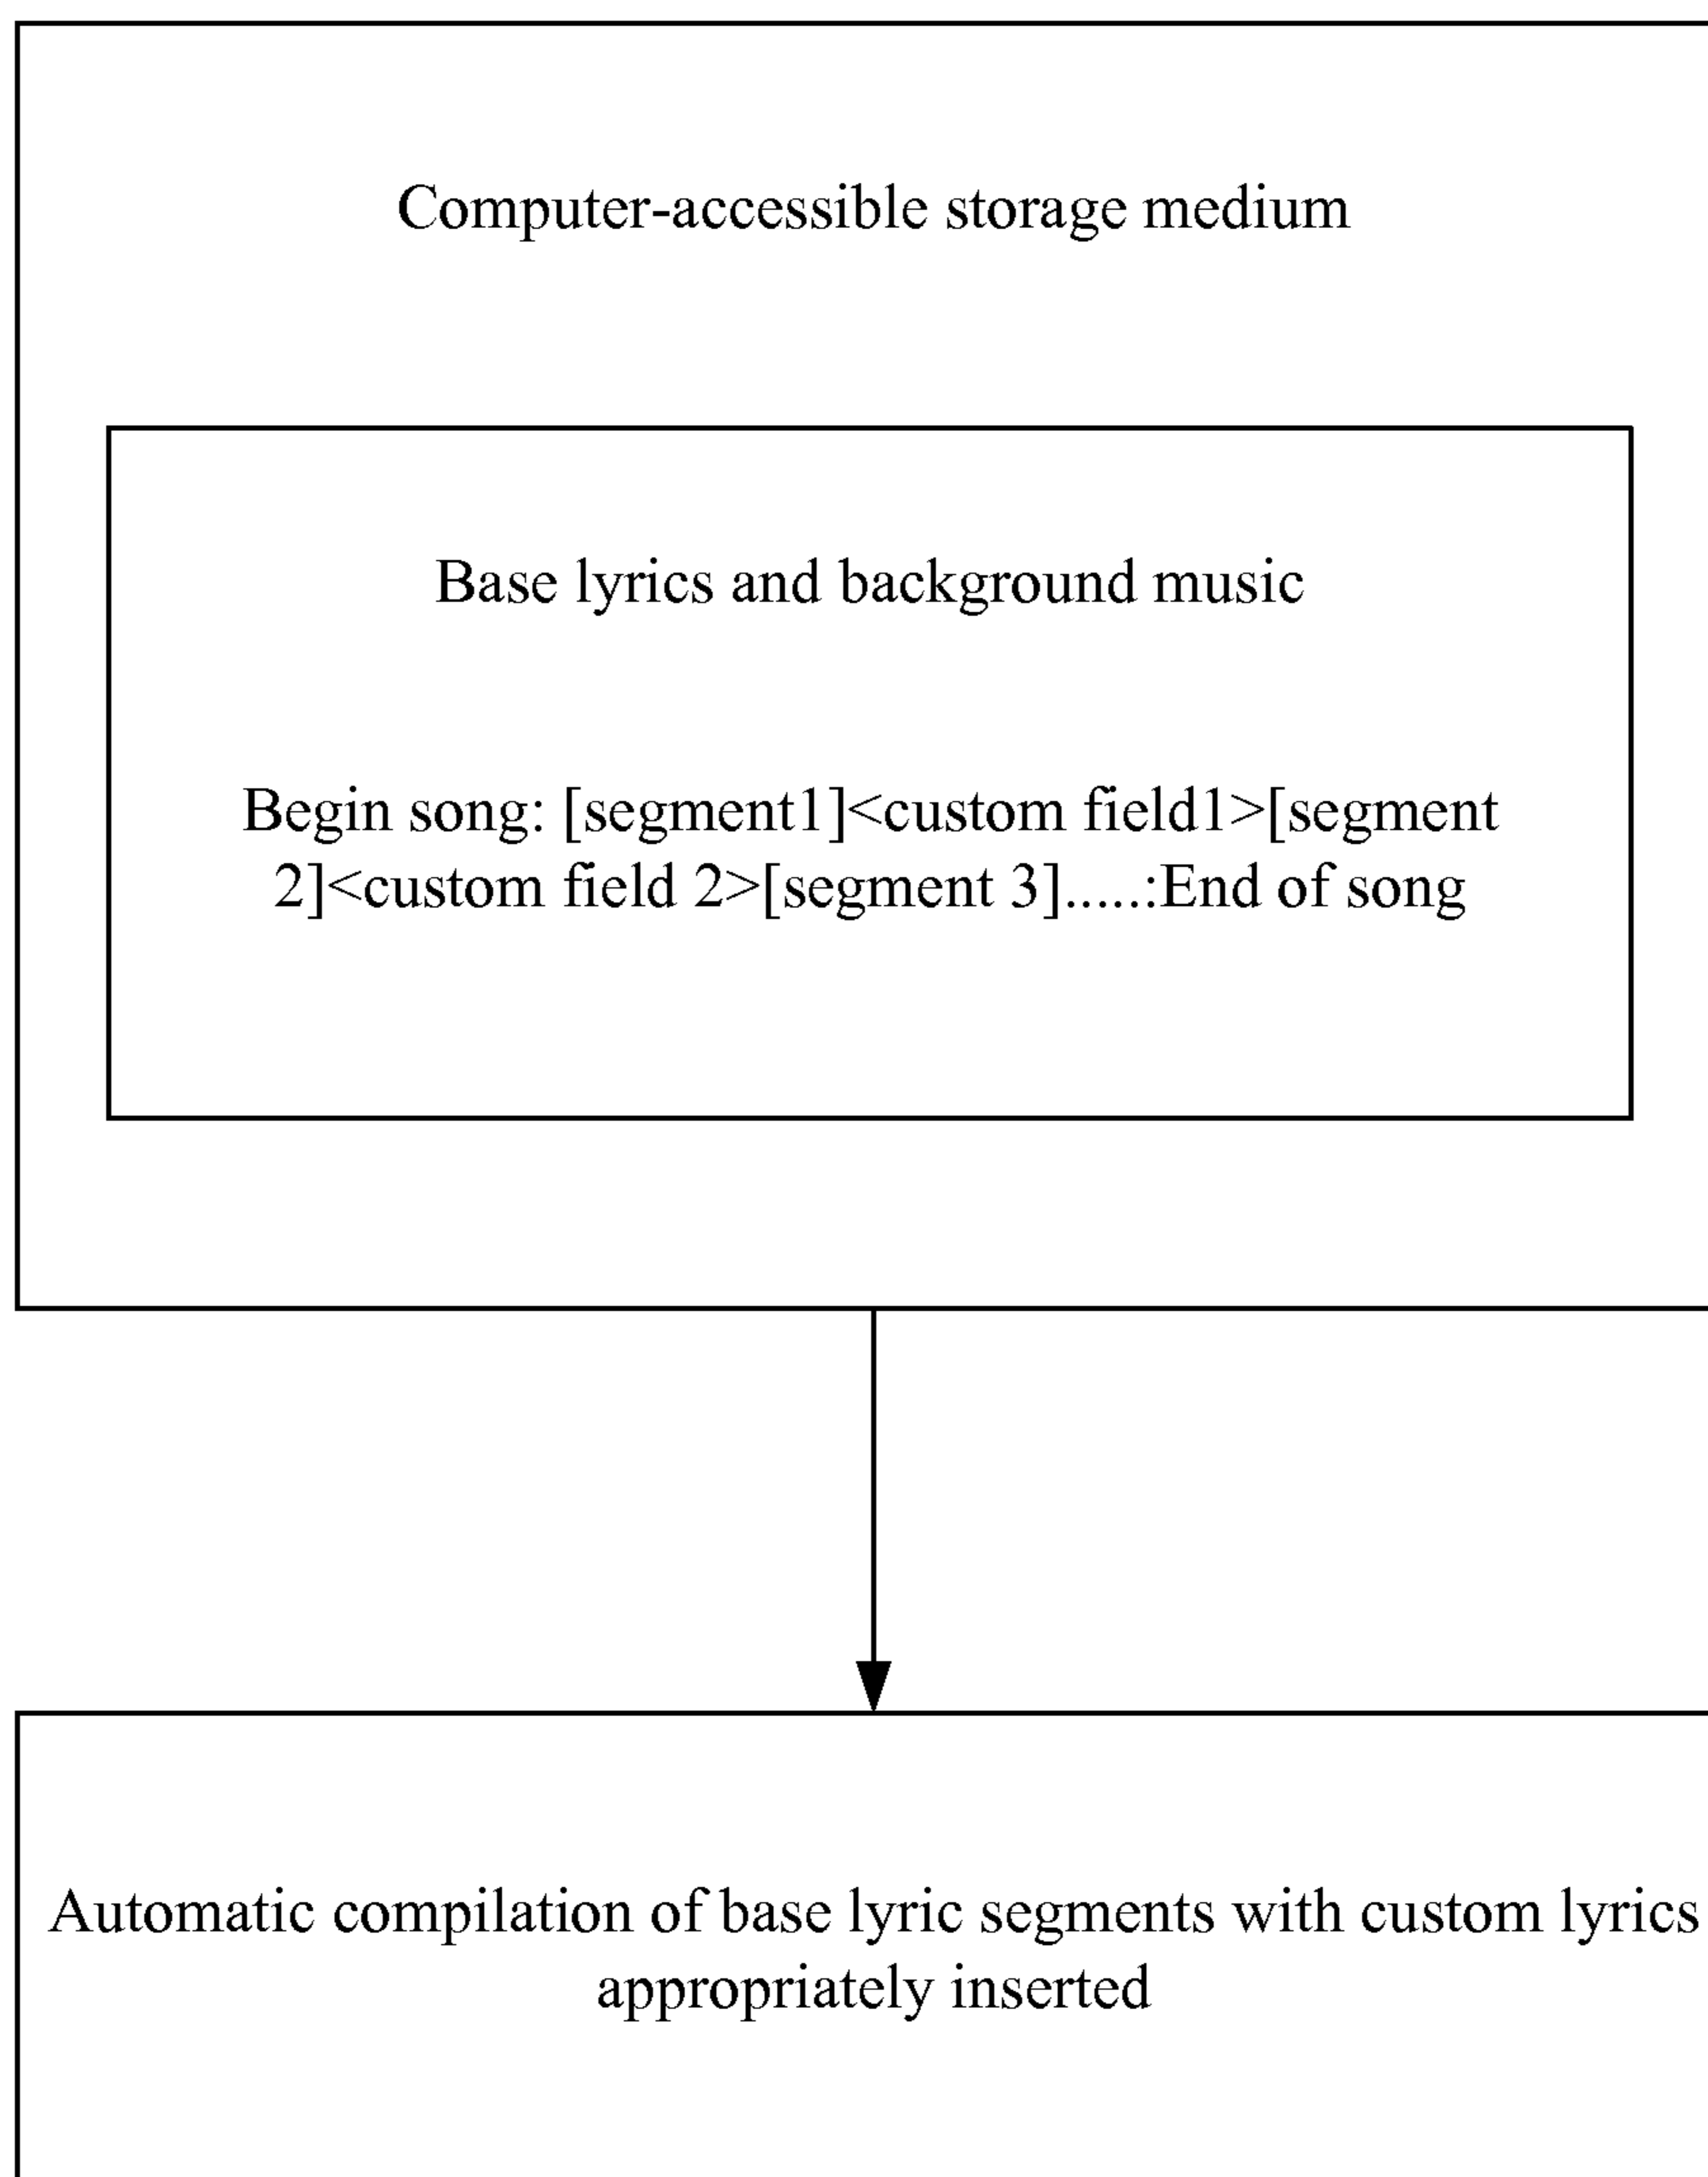 Computer-accessible storage medium
Base lyrics and background music
Begin song: [segment1]<custom field1>[segment
2]<custom field 2>[segment 3].....:End of song
Automatic compilation of base lyric segments with custom lyrics
appropriately inserted